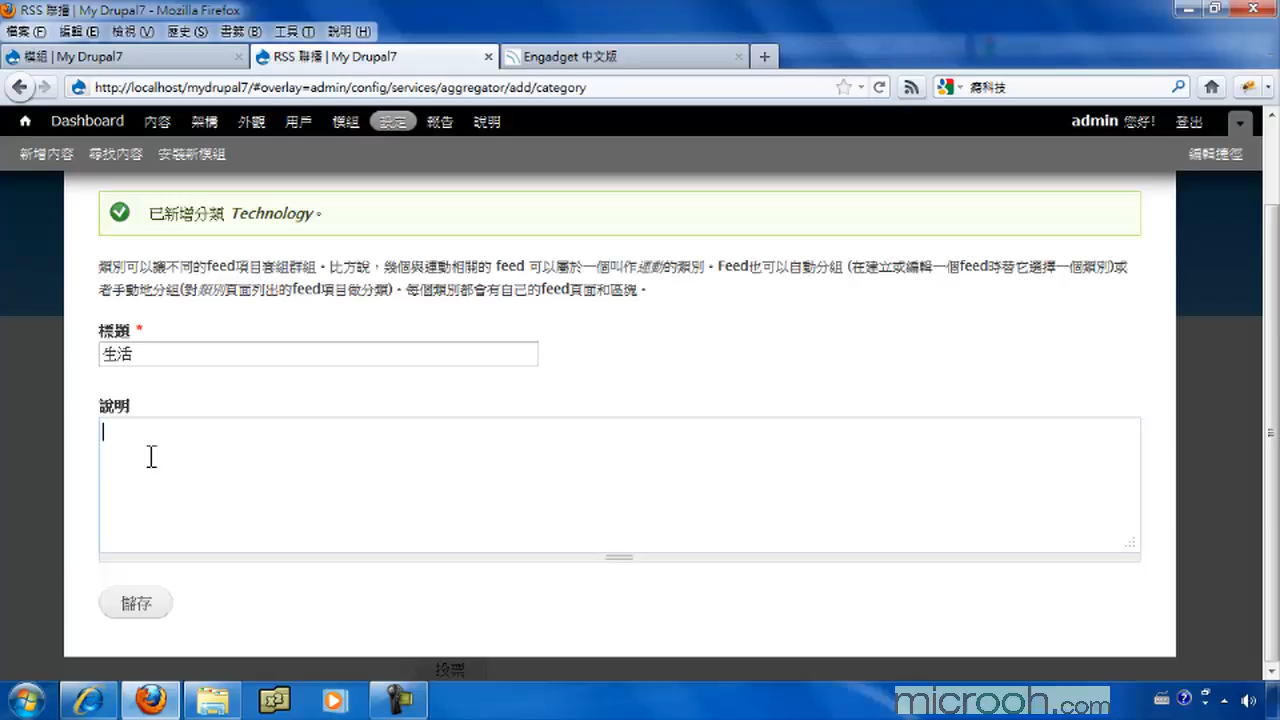 RSS 聯播 | My Drupal7 - Mozilla Firefox
檔案(F) 編輯(E) 檢視(V) 歷史(S) 書籤(B) 工具(T) 說明(H)
模組 | My Drupal7 × RSS 聯播 | My Drupal7 × Engadget 中文版 × +
http://localhost/mydrupal7/#overlay=admin/config/services/aggregator/add/category 癮科技
Dashboard 內容 架構 外觀 用戶 模組 設定 報告 說明 admin 您好! 登出
新增內容 尋找內容 安裝新模組 編輯捷徑
已新增分類 Technology。
類別可以讓不同的feed項目套組群組。比方說，幾個與運動相關的 feed 可以屬於一個叫作運動的類別。Feed也可以自動分組 (在建立或編輯一個feed時替它選擇一個類別)或
者手動地分組(對類別頁面列出的feed項目做分類)。每個類別都會有自己的feed頁面和區塊。
標題 *
生活
說明
儲存
投票
microoh.com